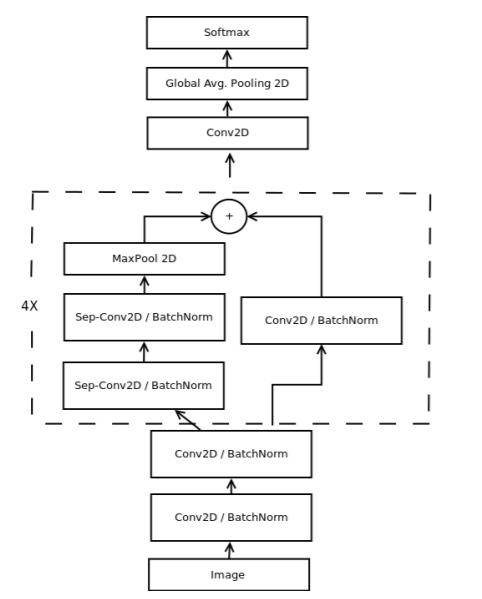 Softmax
Global Avg. Pooling 2D
Conv2D
+
MaxPool 2D
4X
Sep-Conv2D / BatchNorm
Conv2D / BatchNorm
Sep-Conv2D / BatchNorm
Conv2D / BatchNorm
Conv2D / BatchNorm
Image